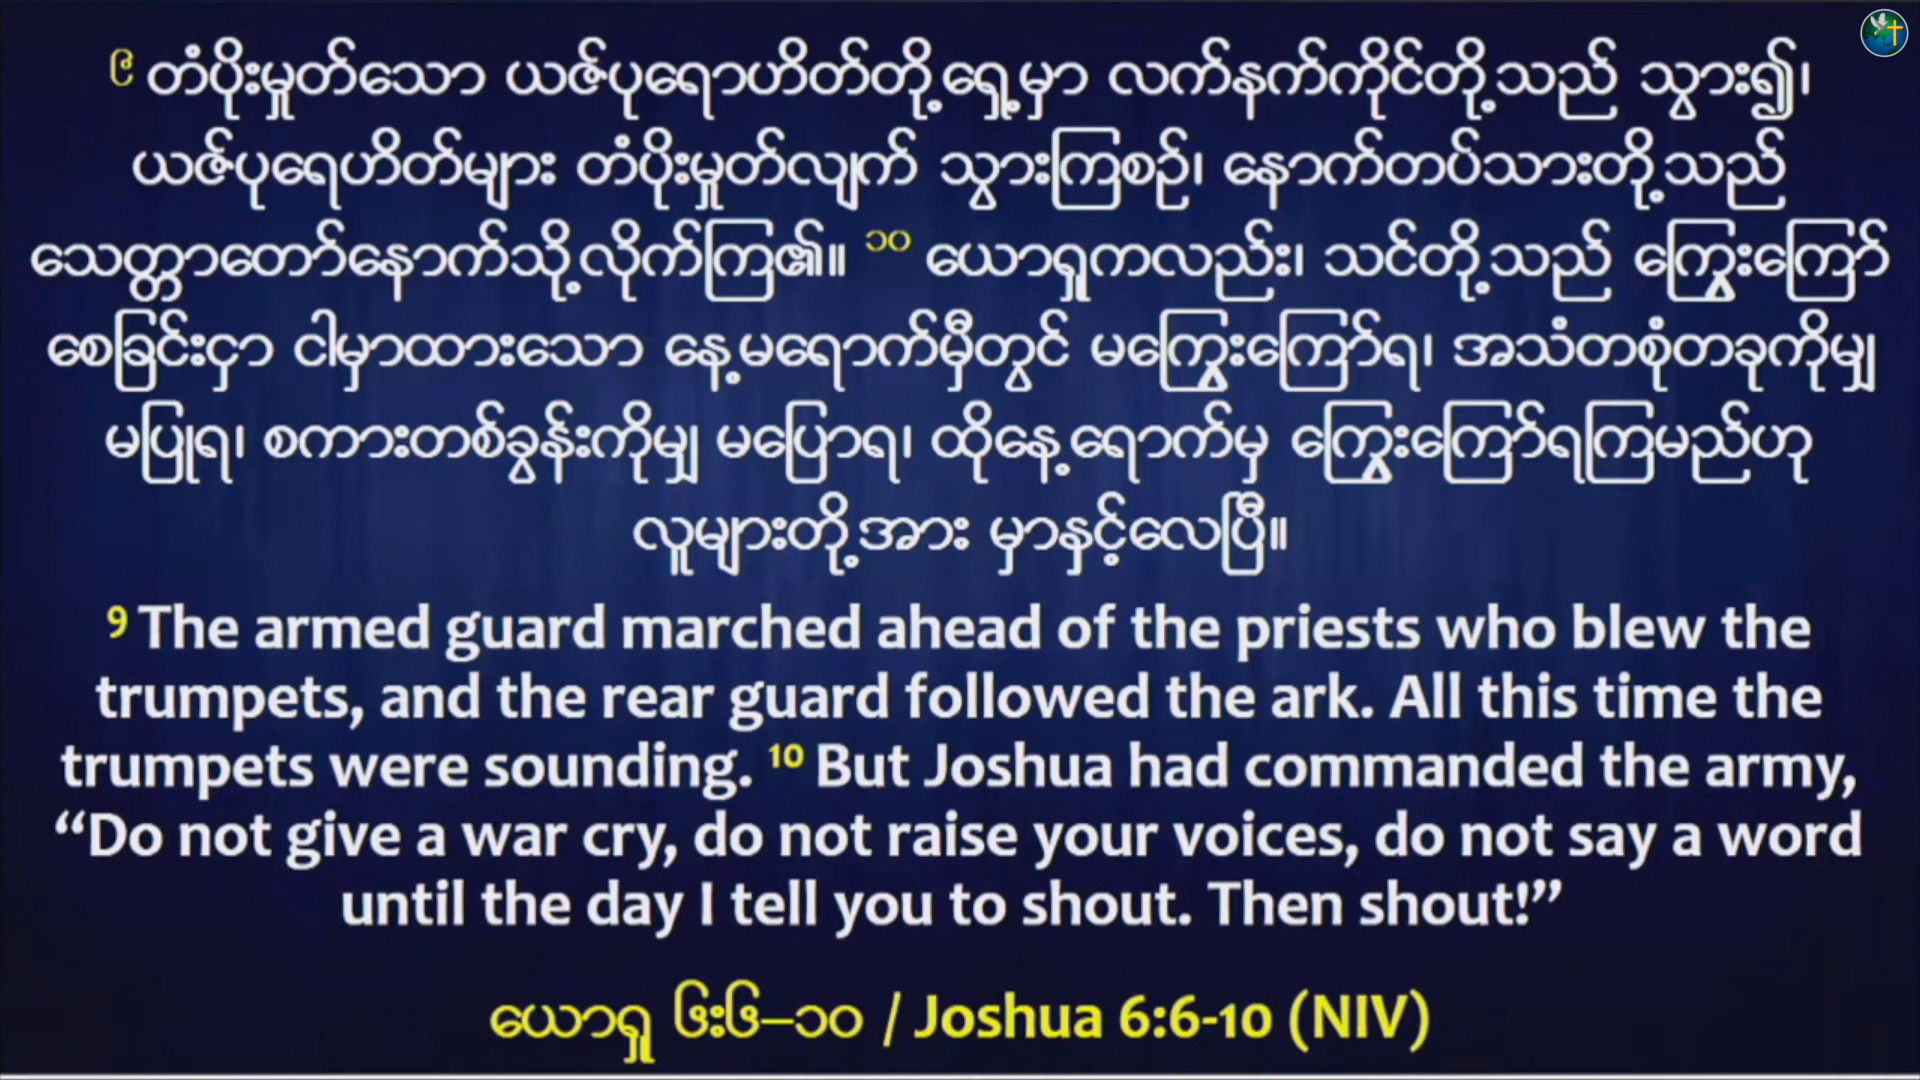 ၉ တံပိုးမှုတ်သော ယဇ်ပုရောဟိတ်တို့ရှေ့မှာ လက်နက်ကိုင်တို့သည် သွား၍၊
ယဇ်ပုရေဟိတ်များ တံပိုးမှုတ်လျက် သွားကြစဉ်၊ နောက်တပ်သားတို့သည်
သေတ္တာတော်နောက်သို့လိုက်ကြ၏။ ၁၀ ယောရှုကလည်း၊ သင်တို့သည် ကြွေးကြော်
စေခြင်းငှာ ငါမှာထားသော နေ့မရောက်မှီတွင် မကြွေးကြော်ရ၊ အသံတစုံတခုကိုမျှ
မပြုရ၊ စကားတစ်ခွန်းကိုမျှ မပြောရ၊ ထိုနေ့ရောက်မှ ကြွေးကြော်ရကြမည်ဟု
လူများတို့အား မှာနှင့်လေပြီ။
9 The armed guard marched ahead of the priests who blew the
trumpets, and the rear guard followed the ark. All this time the
trumpets were sounding. 10 But Joshua had commanded the army,
“Do not give a war cry, do not raise your voices, do not say a word
until the day I tell you to shout. Then shout!”
ယောရှု ၆း၆–၁၀ / Joshua 6:6-10 (NIV)